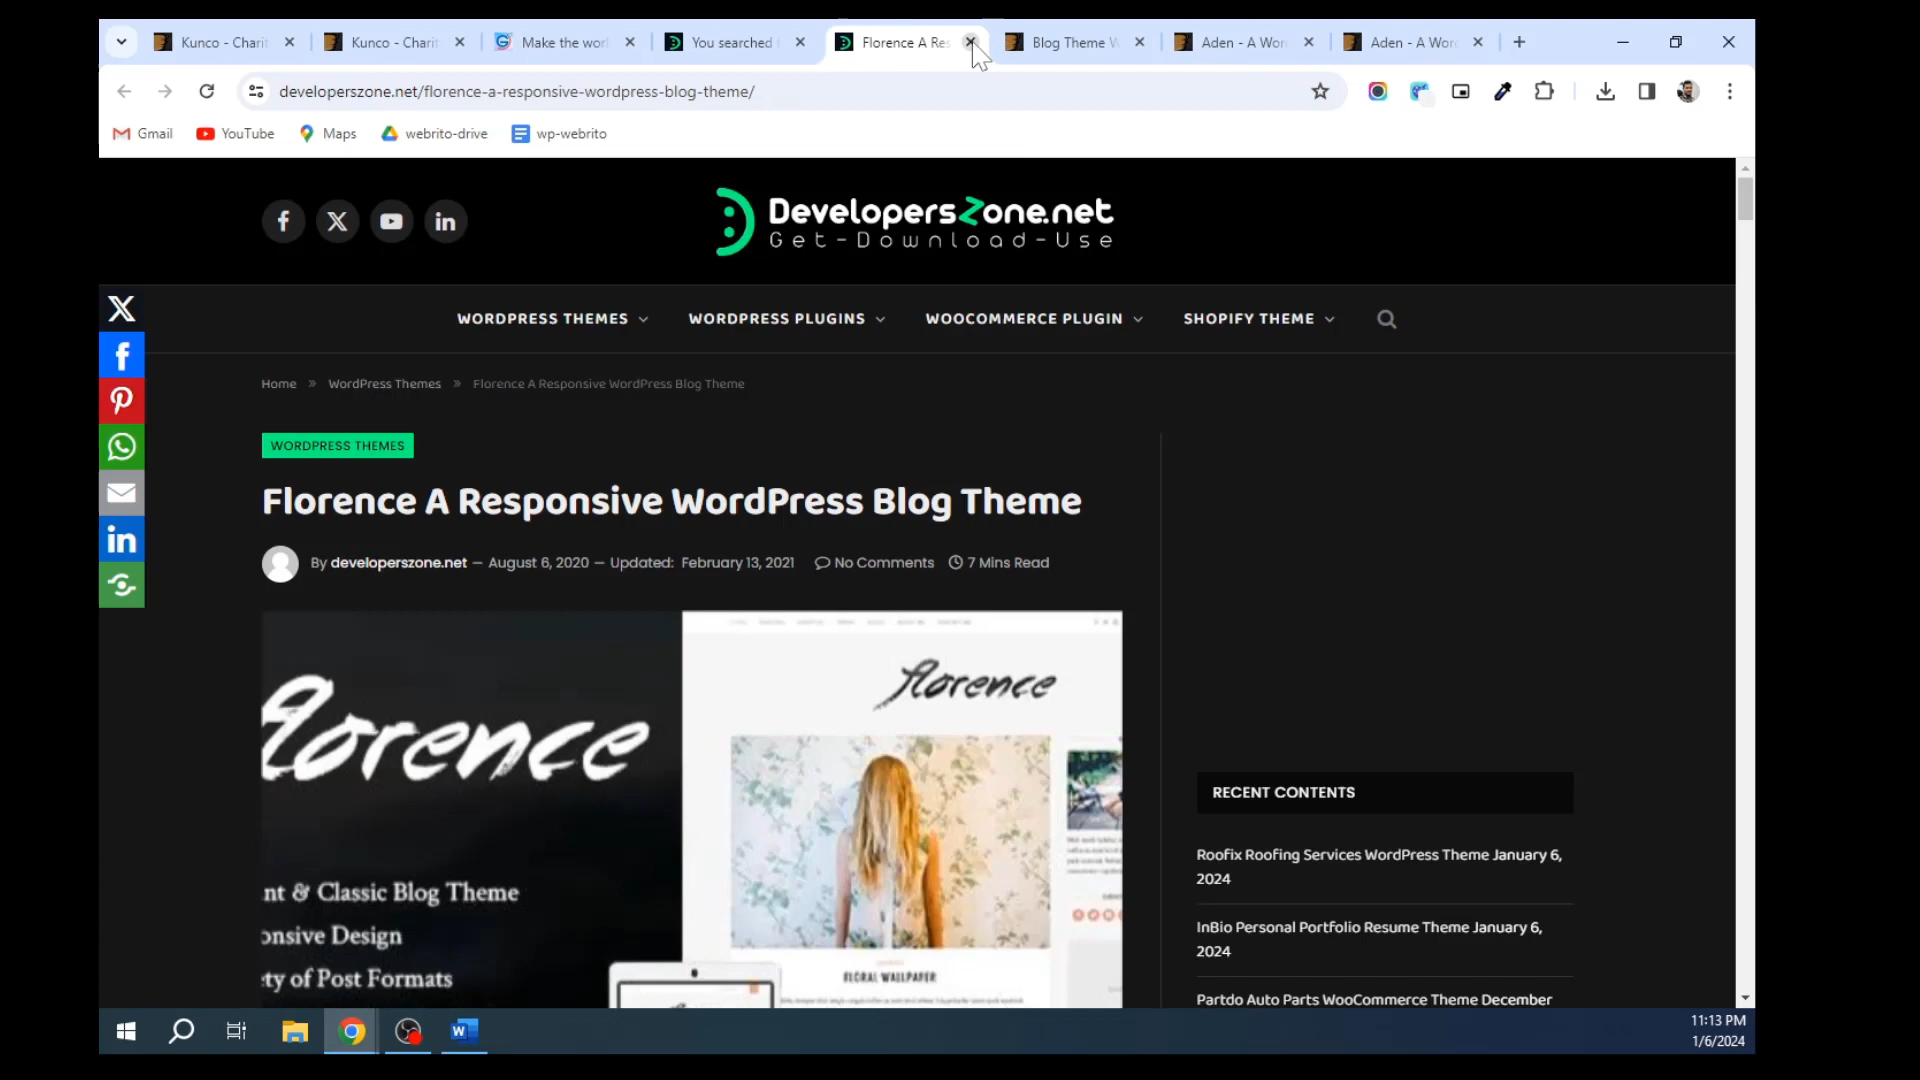 Kunco - Charit
Kunco - Charit
Make the worl
You searched f
Florence A Res
Blog Theme W
Aden - A Wor
Aden - A Word
developerszone.net/florence-a-responsive-wordpress-blog-theme/
Gmail
YouTube
Maps
webrito-drive
wp-webrito
DevelopersZone.net
Get-Download-Use
WORDPRESS THEMES
WORDPRESS PLUGINS
WOOCOMMERCE PLUGIN
SHOPIFY THEME
Home » WordPress Themes » Florence A Responsive WordPress Blog Theme
WORDPRESS THEMES
Florence A Responsive WordPress Blog Theme
By developerszone.net — August 6, 2020 — Updated: February 13, 2021 No Comments 7 Mins Read
florence
florence
nt & Classic Blog Theme
onsive Design
ty of Post Formats
FLORAL WALLPAPER
RECENT CONTENTS
Roofix Roofing Services WordPress Theme January 6,
2024
InBio Personal Portfolio Resume Theme January 6,
2024
Partdo Auto Parts WooCommerce Theme December
11:13 PM
1/6/2024